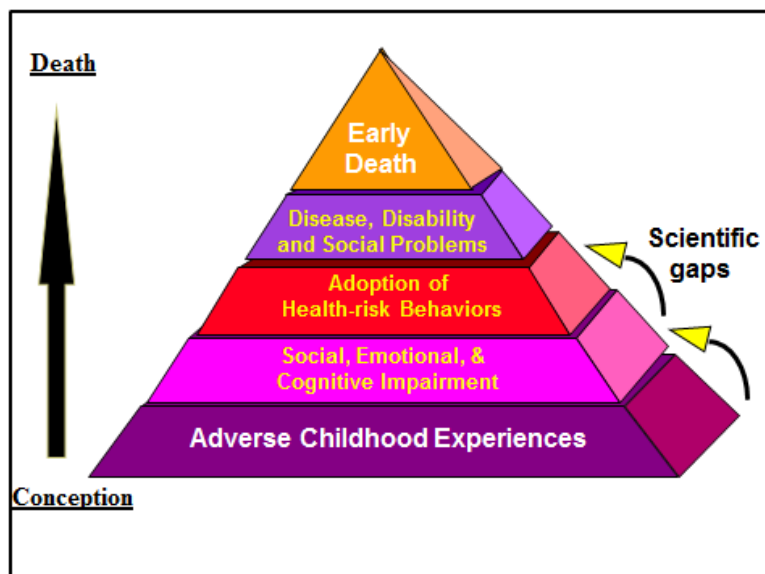 Death
Early
Death
Disease, Disability
and Social Problems
Scientific
gaps
Adoption of
Health-risk Behaviors
Social, Emotional, &
Cognitive Impairment
Adverse Childhood Experiences
Conception